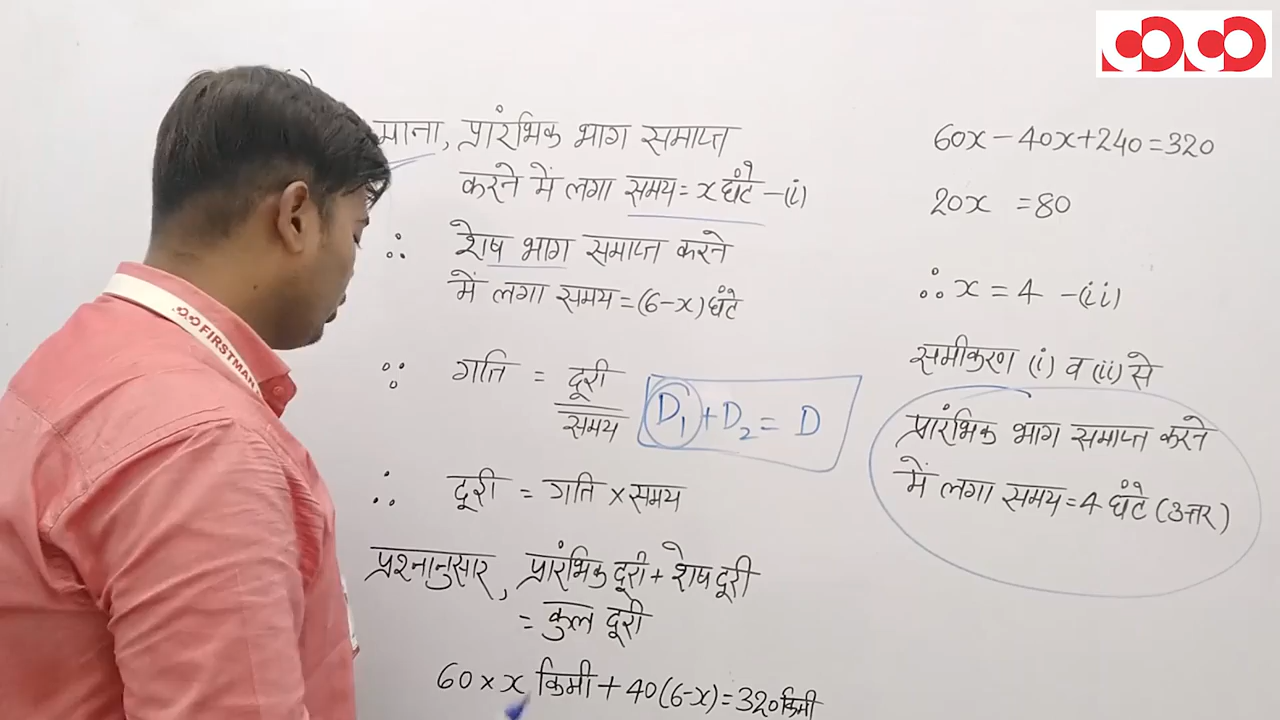 माना, प्रारंभिक भाग समाप्त
करने में लगा समय = x घंटे -(i)
∴ शेष भाग समाप्त करने
में लगा समय = (6-x) घंटे
∵ गति = दूरी / समय
D₁ + D₂ = D
∴ दूरी = गति × समय
प्रश्नानुसार, प्रारंभिक दूरी + शेष दूरी
= कुल दूरी
60 × x किमी + 40(6-x) = 320 किमी
60x - 40x + 240 = 320
20x = 80
∴ x = 4 -(ii)
समीकरण (i) व (ii) से
प्रारंभिक भाग समाप्त करने
में लगा समय = 4 घंटे (उत्तर)
FIRSTMAN